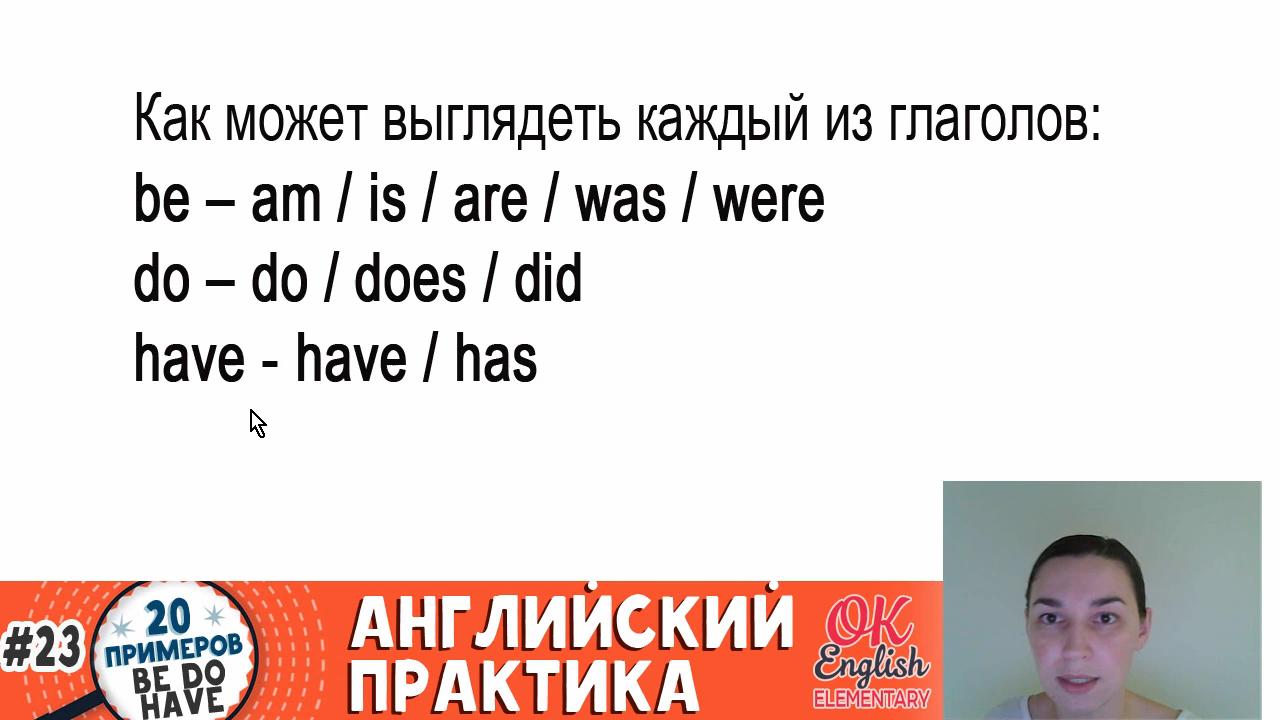 Как может выглядеть каждый из глаголов:
be – am / is / are / was / were
do – do / does / did
have - have / has
#23
20
ПРИМЕРОВ
BE DO
HAVE
АНГЛИЙСКИЙ
ПРАКТИКА
OK
English
ELEMENTARY